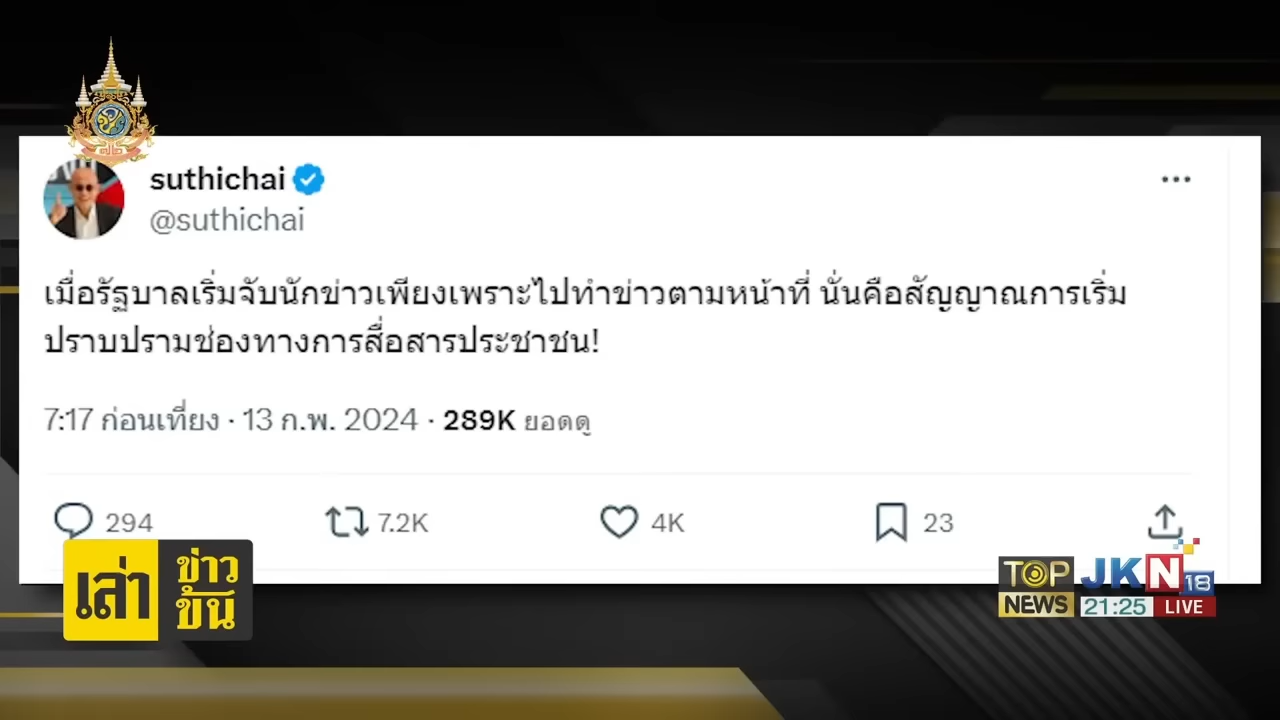 suthichai
@suthichai
เมื่อรัฐบาลเริ่มจับนักข่าวเพียงเพราะไปทำข่าวตามหน้าที่ นั่นคือสัญญาณการเริ่ม
ปราบปรามช่องทางการสื่อสารประชาชน!
7:17 ก่อนเที่ยง · 13 ก.พ. 2024 · 289K ยอดดู
294 7.2K 4K 23
เล่า ข่าว
ข้น
TOP NEWS
JKN 18
21:25 LIVE